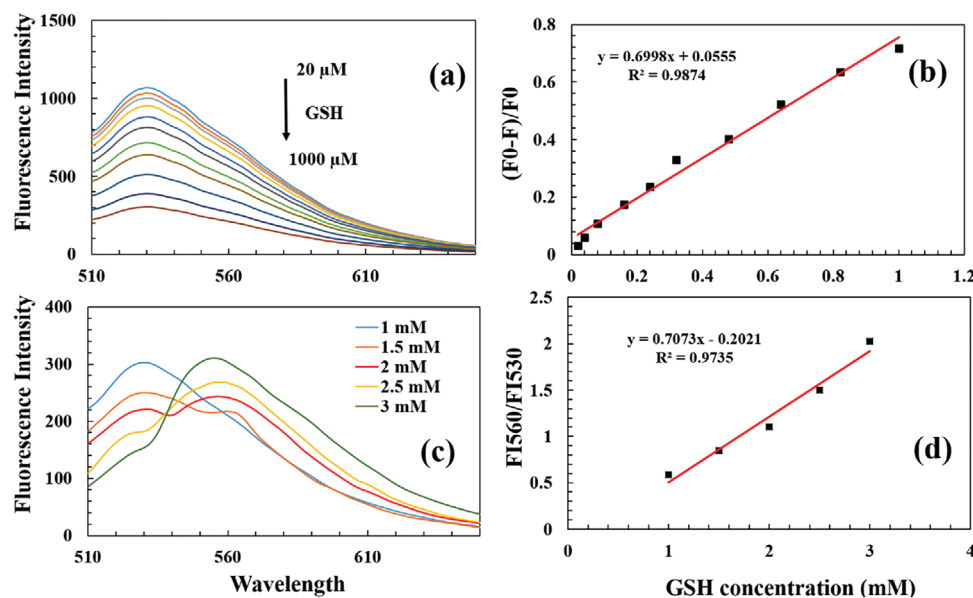 Fluorescence Intensity
1500
1000
500
0
510
560
610
(a)
20 µM
GSH
1000 µM
(F0-F)/F0
0.8
0.6
0.4
0.2
0
0
0.2
0.4
0.6
0.8
1
1.2
y = 0.6998x + 0.0555
R² = 0.9874
(b)
Fluorescence Intensity
400
300
200
100
0
510
560
610
Wavelength
1 mM
1.5 mM
2 mM
2.5 mM
3 mM
(c)
FI560/FI530
2.5
2
1.5
1
0.5
0
0
1
2
3
4
GSH concentration (mM)
y = 0.7073x - 0.2021
R² = 0.9735
(d)